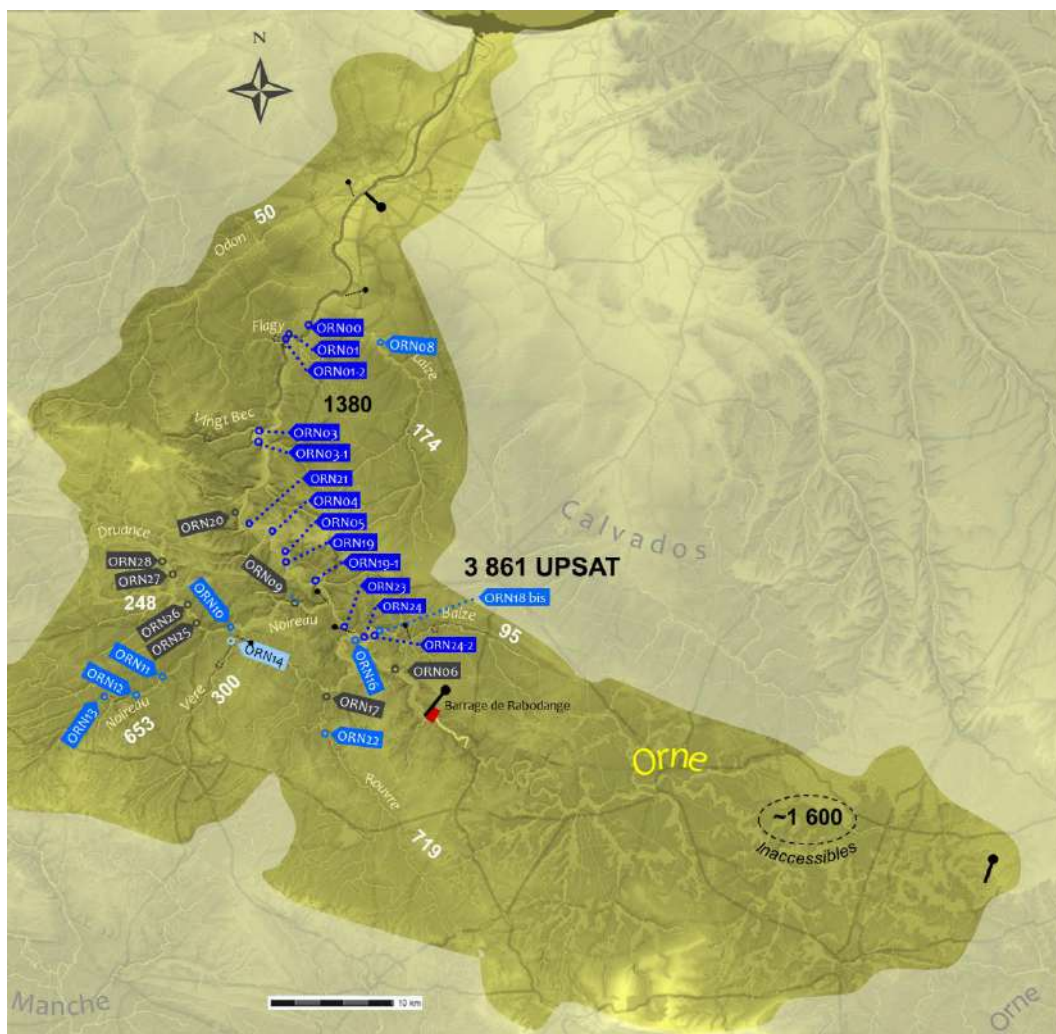 N
50
Odon
Flagy
ORN00
ORN01
ORN01-2
ORN08
Laize
1380
Vingt Bec
ORN03
ORN03-1
174
ORN21
ORN04
ORN20
ORN05
Druance
ORN19
Calvados
ORN28
ORN27
ORN09
ORN19-1
3 861 UPSAT
ORN23
ORN18 bis
248
ORN10
ORN24
Noireau
Baize
95
ORN26
ORN25
ORN24-2
ORN14
ORN16
ORN11
ORN06
ORN12
Vère
300
ORN17
Barrage de Rabodange
ORN13
Noireau
653
ORN22
Orne
Rouvre
~1 600
Inaccessibles
719
Manche
10 km
Orne